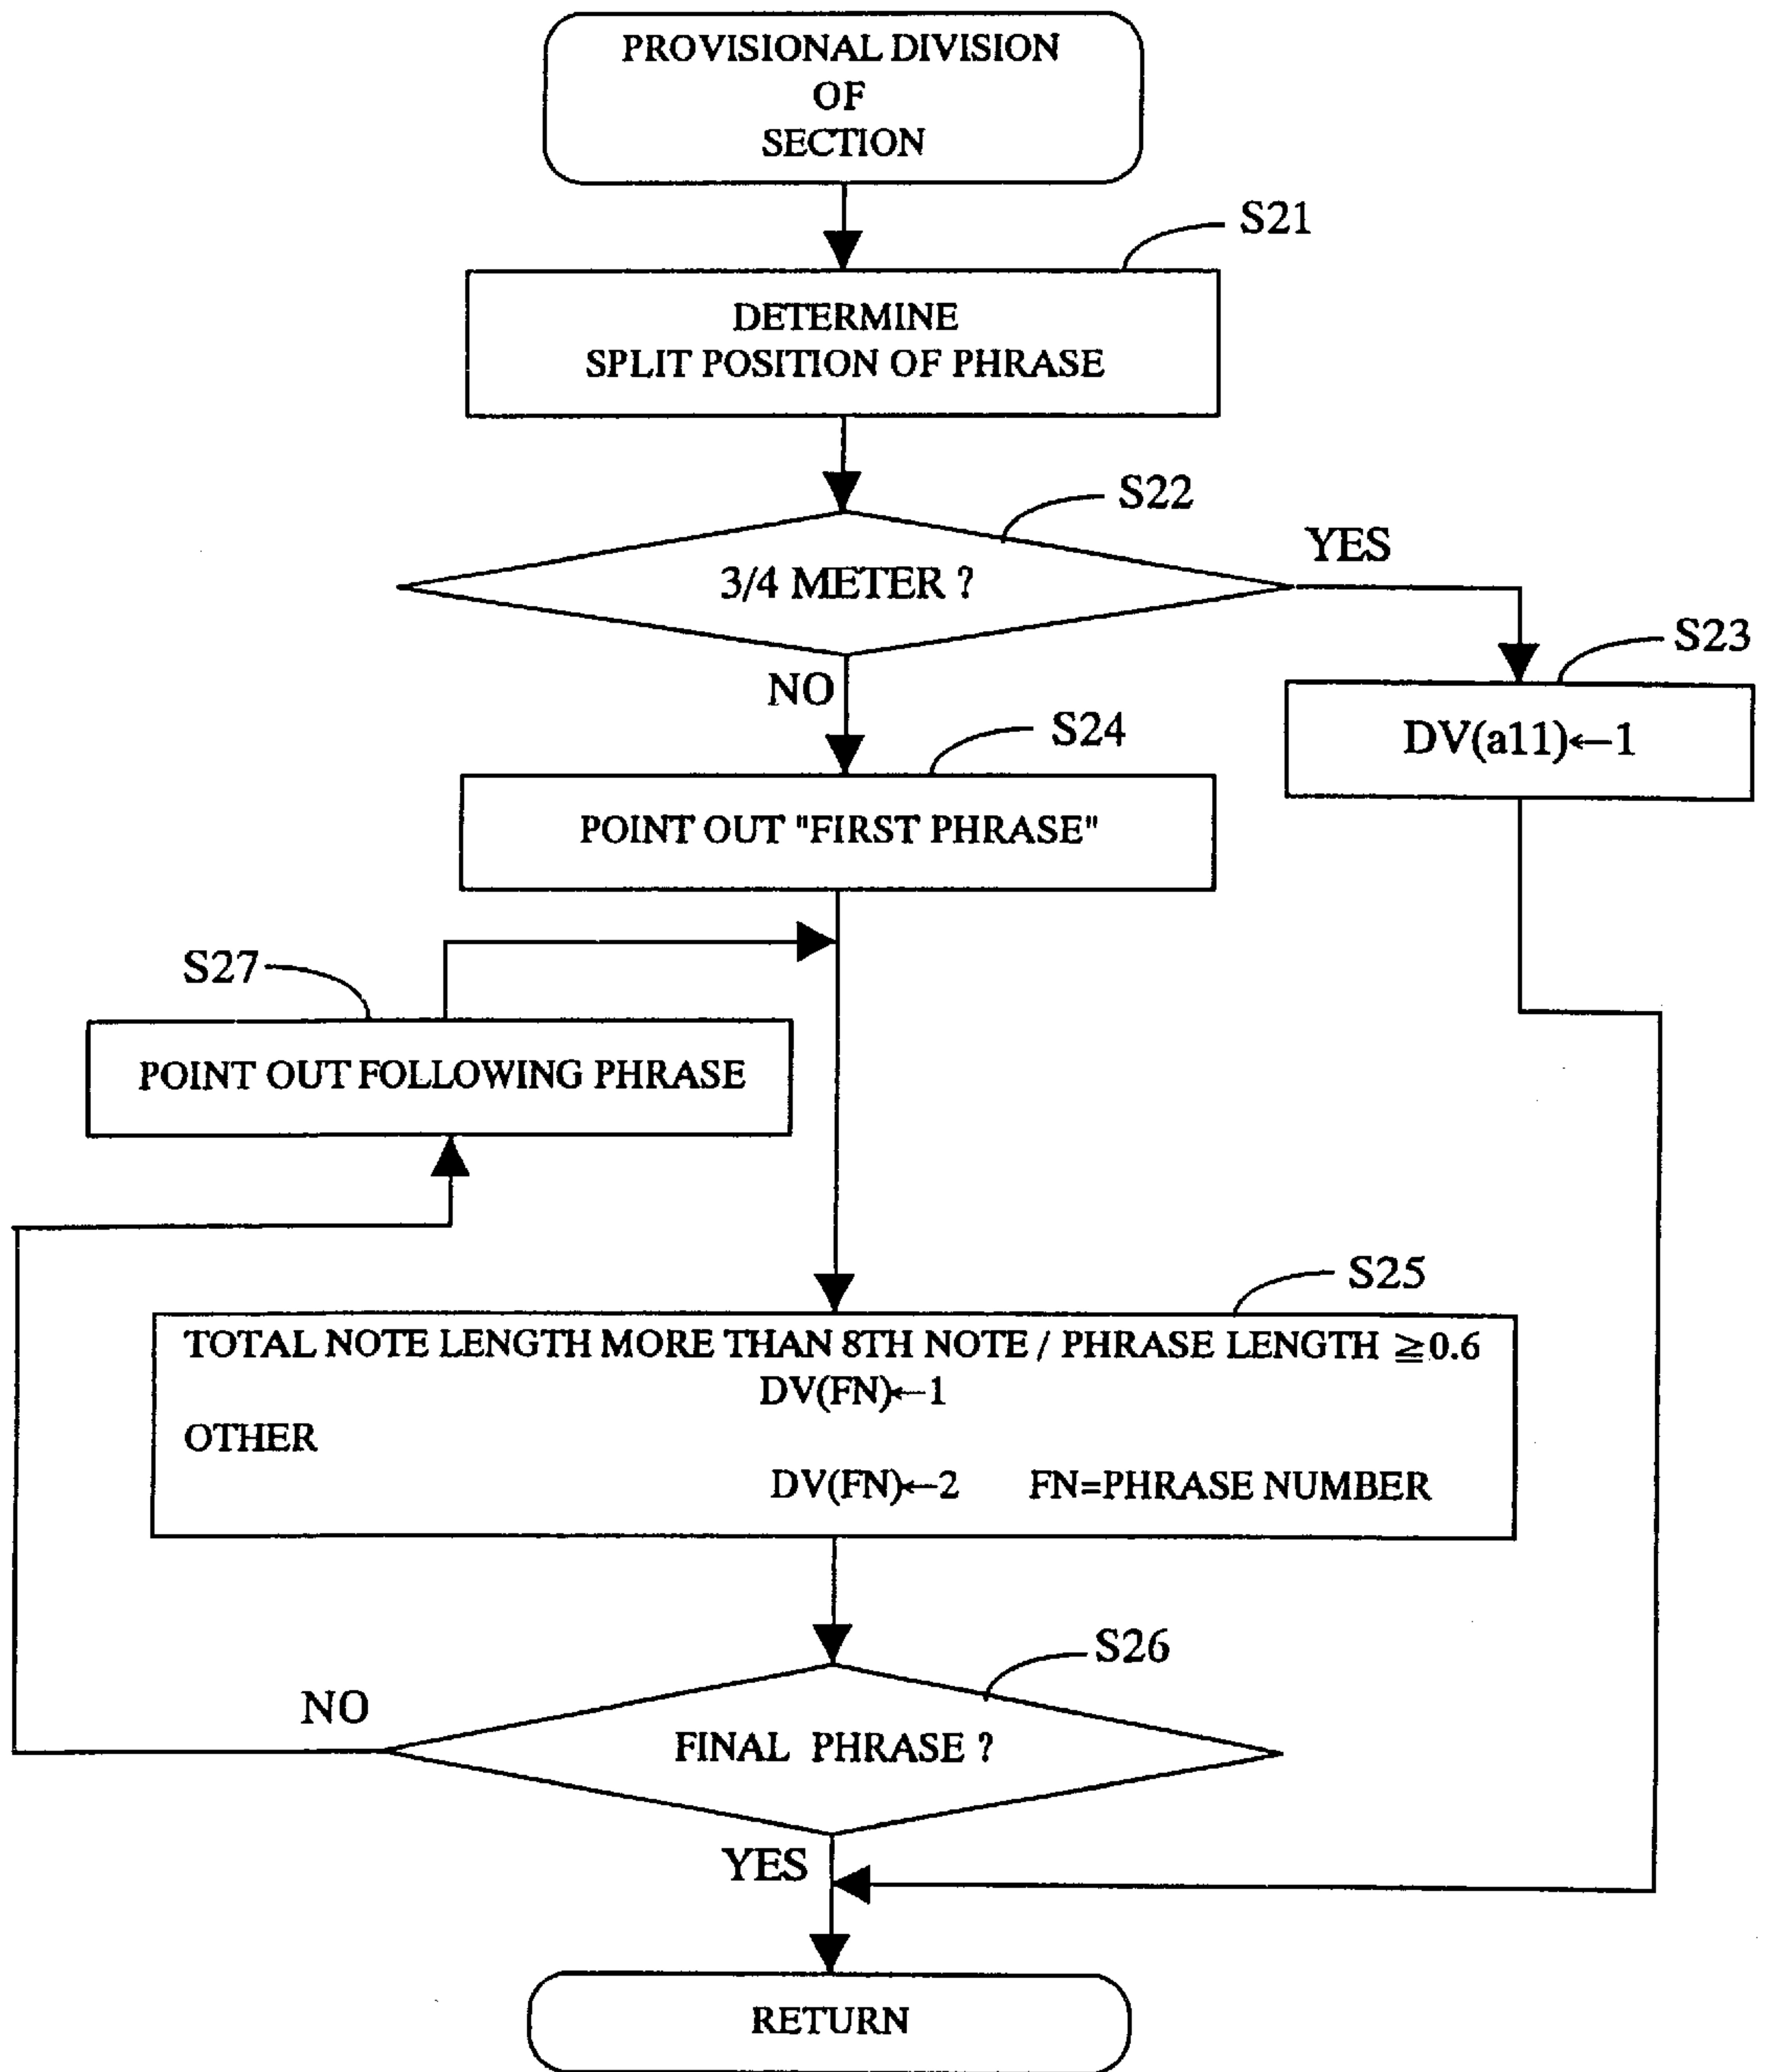 PROVISIONAL DIVISION
OF
SECTION
S21
DETERMINE
SPLIT POSITION OF PHRASE
S22
YES
3/4 METER ?
S23
NO
DV(a11)←1
S24
POINT OUT "FIRST PHRASE"
S27
POINT OUT FOLLOWING PHRASE
S25
TOTAL NOTE LENGTH MORE THAN 8TH NOTE / PHRASE LENGTH ≧0.6
DV(FN)←1
OTHER
DV(FN)←2 FN=PHRASE NUMBER
S26
NO
FINAL PHRASE ?
YES
RETURN